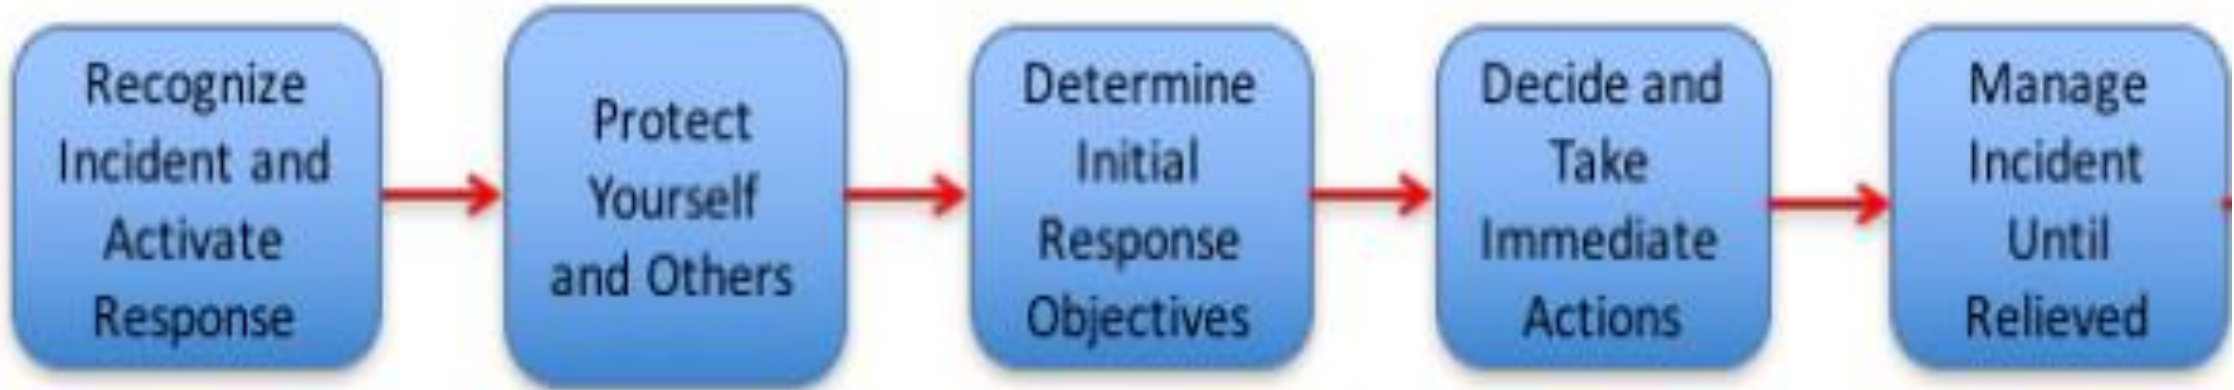 Recognize
Incident and
Activate
Response
Protect
Yourself
and Others
Determine
Initial
Response
Objectives
Decide and
Take
Immediate
Actions
Manage
Incident
Until
Relieved